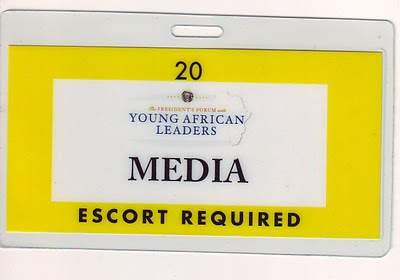 20
The PRESIDENT'S FORUM with
YOUNG AFRICAN
LEADERS
MEDIA
ESCORT REQUIRED